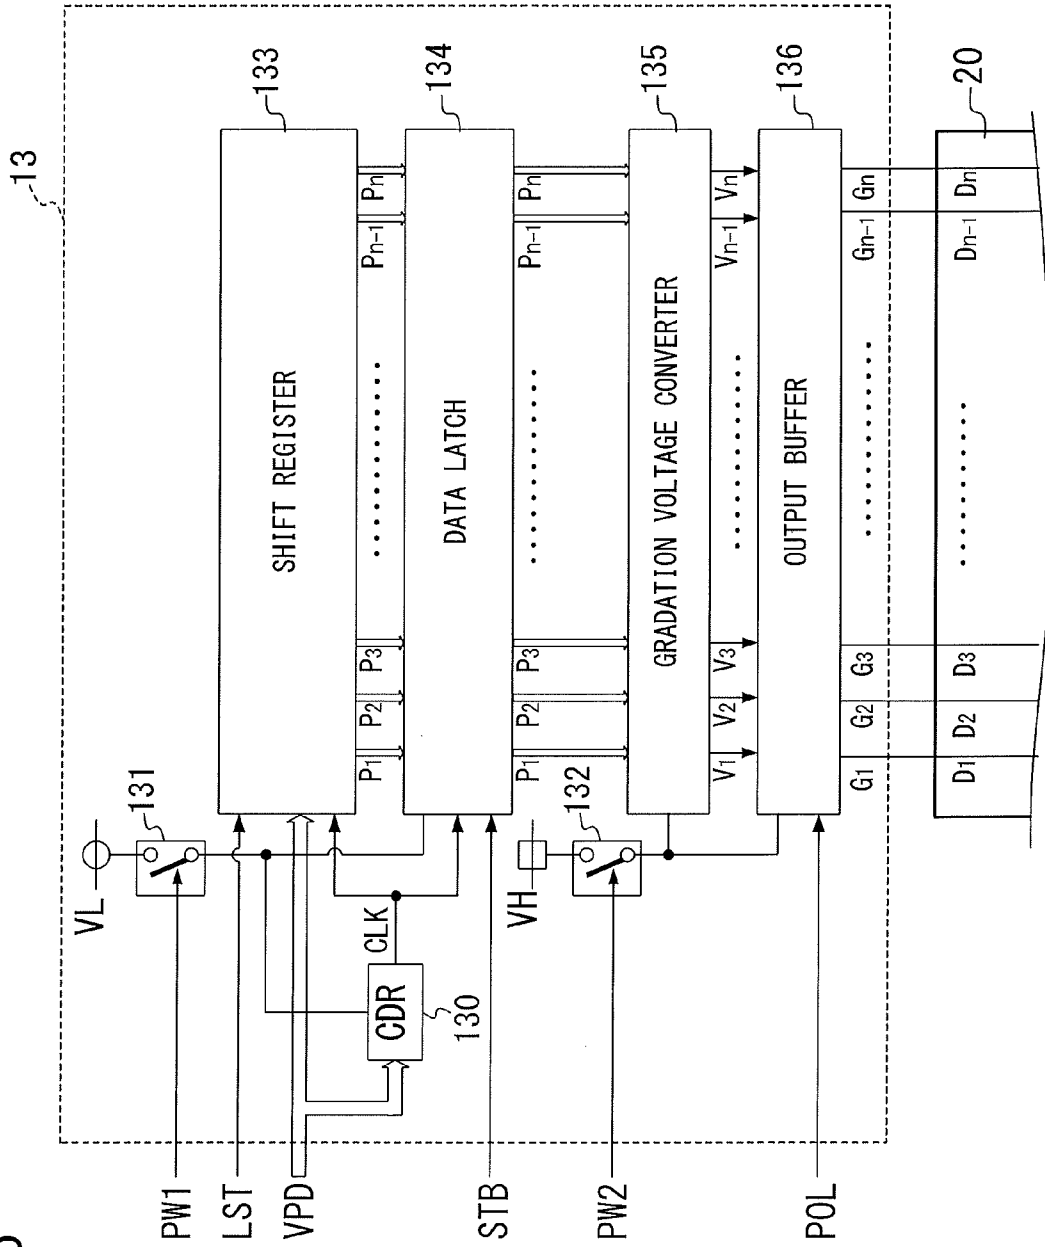 13
VL
131
133
SHIFT REGISTER
PW1
LST
VPD
P1 P2 P3 ・・・・・・・・・・・・ Pn-1 Pn
CDR
CLK
130
134
DATA LATCH
STB
P1 P2 P3 ・・・・・・・・・・・・ Pn-1 Pn
VH
132
135
GRADATION VOLTAGE CONVERTER
PW2
V1 V2 V3 ・・・・・・・・・・・・ Vn-1 Vn
136
OUTPUT BUFFER
POL
G1 G2 G3 ・・・・・・・・・・・・ Gn-1 Gn
20
D1 D2 D3 ・・・・・・・・・・ Dn-1 Dn